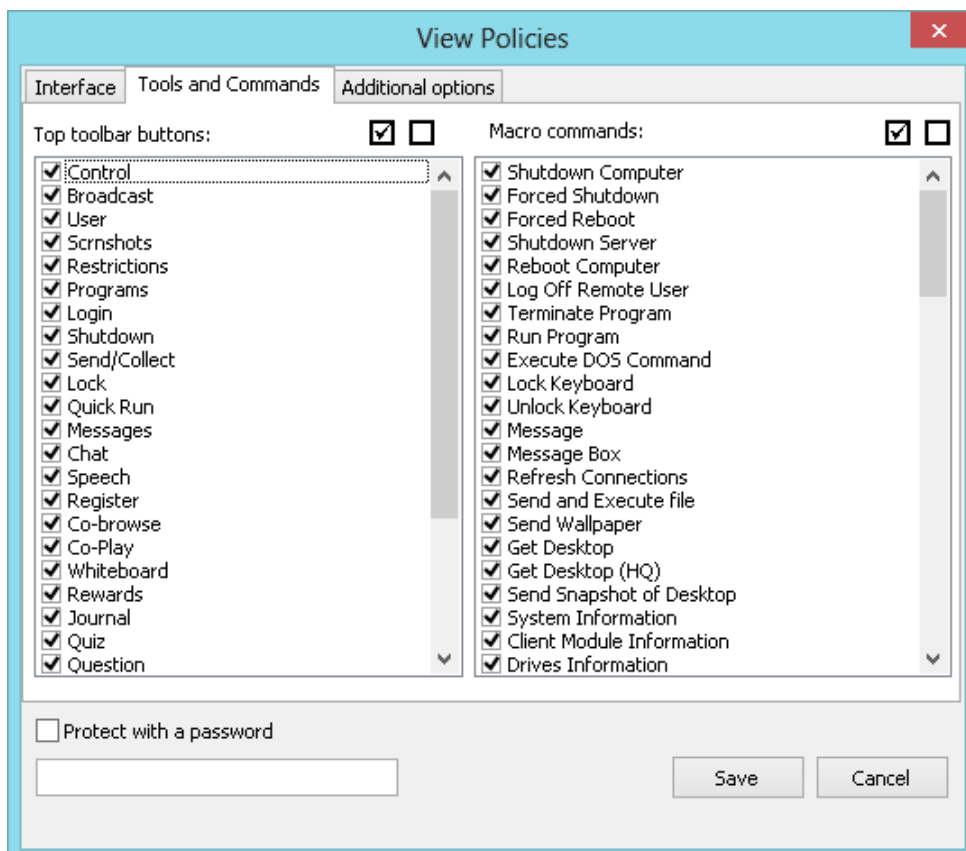 View Policies
Interface
Tools and Commands
Additional options
Top toolbar buttons:
Control
Broadcast
User
Scrnshots
Restrictions
Programs
Login
Shutdown
Send/Collect
Lock
Quick Run
Messages
Chat
Speech
Register
Co-browse
Co-Play
Whiteboard
Rewards
Journal
Quiz
Question
Macro commands:
Shutdown Computer
Forced Shutdown
Forced Reboot
Shutdown Server
Reboot Computer
Log Off Remote User
Terminate Program
Run Program
Execute DOS Command
Lock Keyboard
Unlock Keyboard
Message
Message Box
Refresh Connections
Send and Execute file
Send Wallpaper
Get Desktop
Get Desktop (HQ)
Send Snapshot of Desktop
System Information
Client Module Information
Drives Information
Protect with a password
Save
Cancel